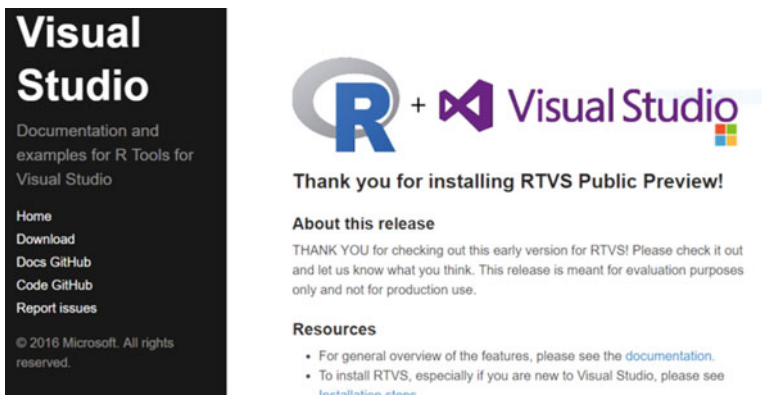 Visual
Studio
Documentation and
examples for R Tools for
Visual Studio
Home
Download
Docs GitHub
Code GitHub
Report issues
© 2016 Microsoft. All rights
reserved.
R + Visual Studio
Thank you for installing RTVS Public Preview!
About this release
THANK YOU for checking out this early version for RTVS! Please check it out
and let us know what you think. This release is meant for evaluation purposes
only and not for production use.
Resources
• For general overview of the features, please see the documentation.
• To install RTVS, especially if you are new to Visual Studio, please see
Installation steps